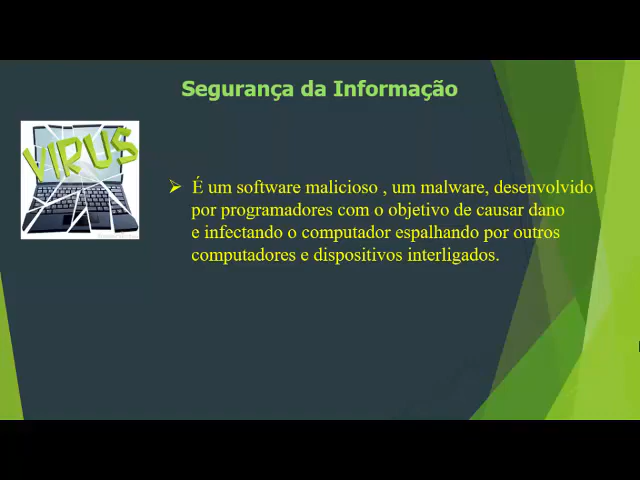 Segurança da Informação
VIRUS
➢ É um software malicioso , um malware, desenvolvido
por programadores com o objetivo de causar dano
e infectando o computador espalhando por outros
computadores e dispositivos interligados.